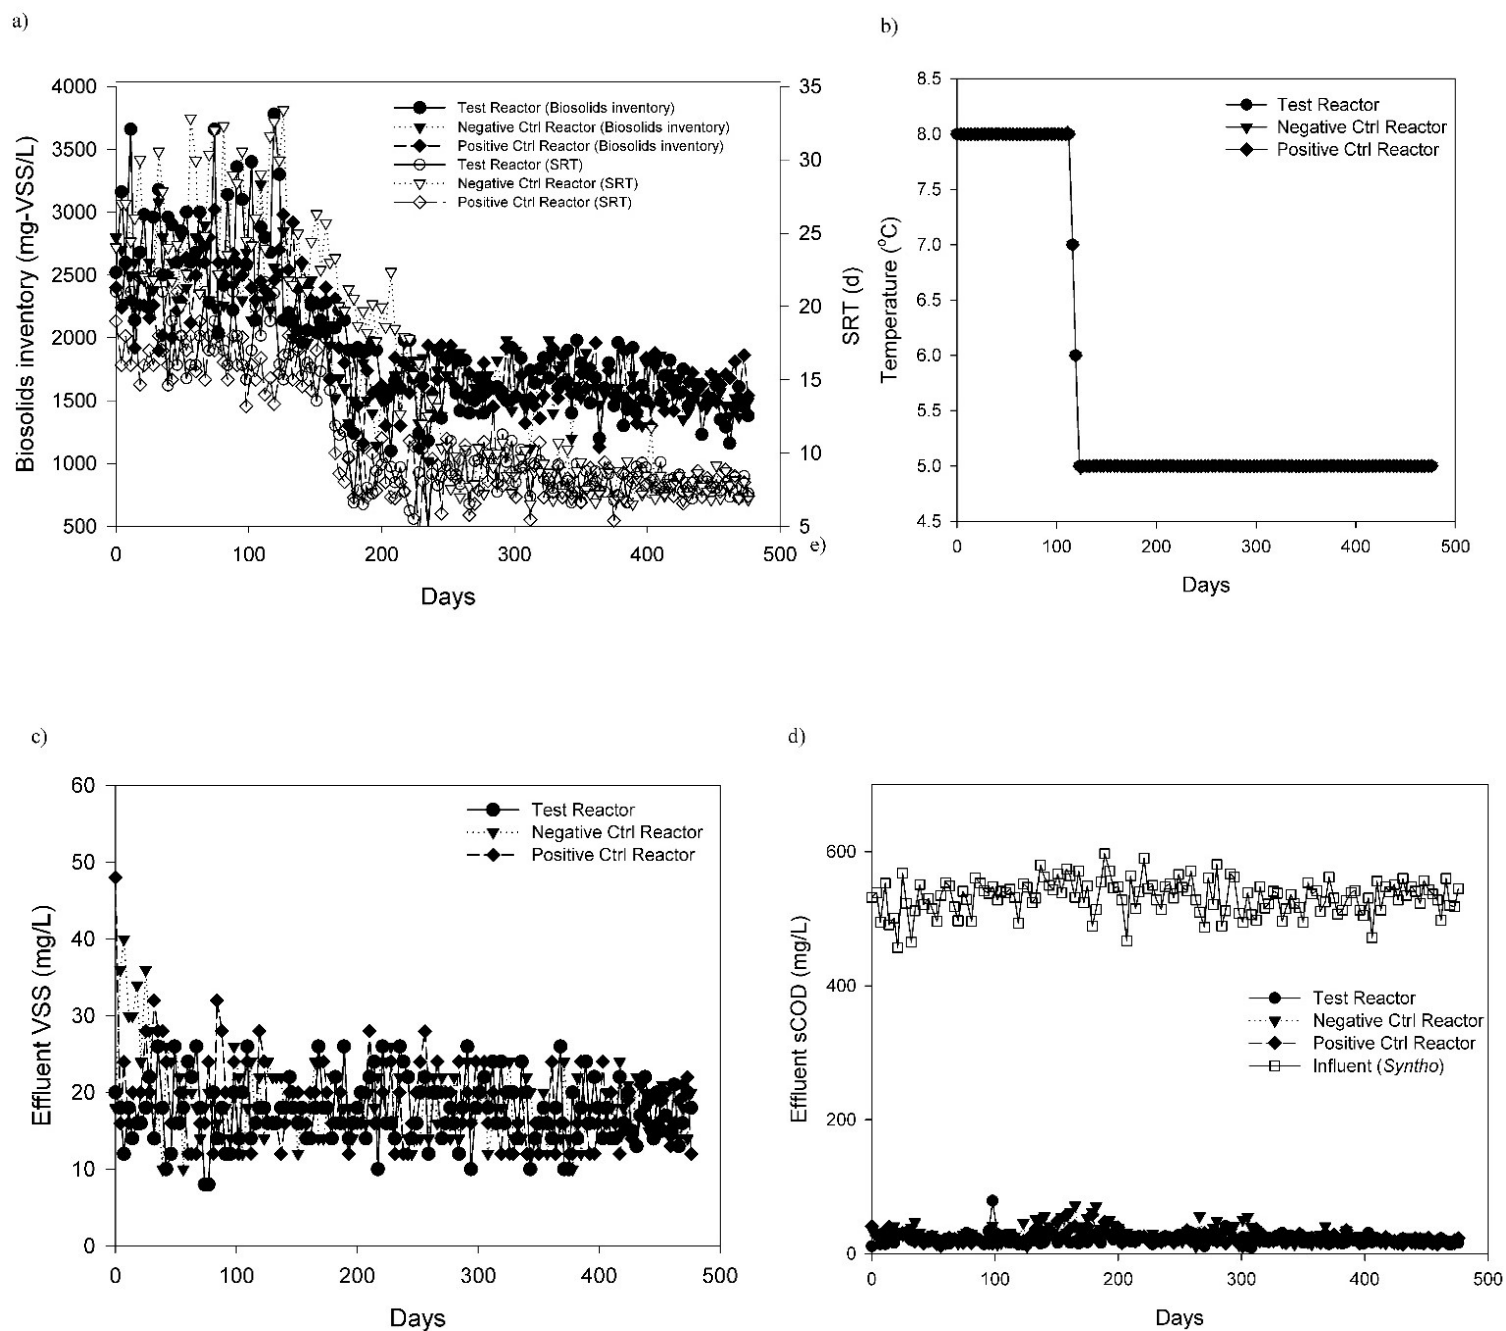 a)
4000
3500
3000
2500
2000
1500
1000
500
Biosolids inventory (mg-VSS/L)
Test Reactor (Biosolids inventory)
Negative Ctrl Reactor (Biosolids inventory)
Positive Ctrl Reactor (Biosolids inventory)
Test Reactor (SRT)
Negative Ctrl Reactor (SRT)
Positive Ctrl Reactor (SRT)
35
30
25
20
15
10
5
SRT (d)
0 100 200 300 400 500
Days
e)
b)
8.5
8.0
7.5
7.0
6.5
6.0
5.5
5.0
4.5
Temperature (°C)
Test Reactor
Negative Ctrl Reactor
Positive Ctrl Reactor
0 100 200 300 400 500
Days
c)
60
50
40
30
20
10
0
Effluent VSS (mg/L)
Test Reactor
Negative Ctrl Reactor
Positive Ctrl Reactor
0 100 200 300 400 500
Days
d)
600
400
200
0
Effluent sCOD (mg/L)
Test Reactor
Negative Ctrl Reactor
Positive Ctrl Reactor
Influent (Syntho)
0 100 200 300 400 500
Days